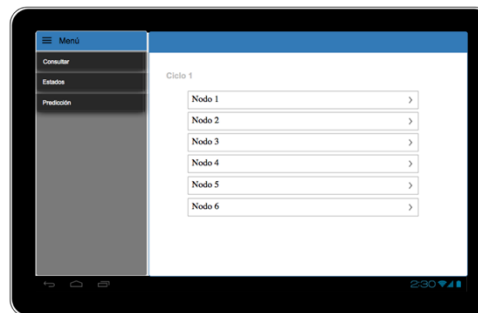 Menú
Consultar
Estados
Predicción
Ciclo 1
Nodo 1
Nodo 2
Nodo 3
Nodo 4
Nodo 5
Nodo 6
2:30